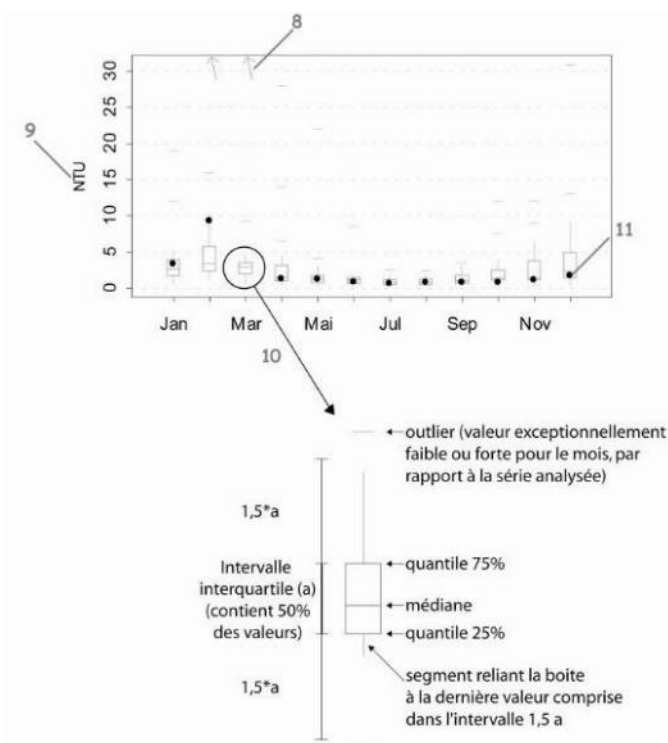 8
30
25
20
15
10
5
0
9
NTU
11
Jan
Mar
Mai
Jul
Sep
Nov
10
outlier (valeur exceptionnellement
faible ou forte pour le mois, par
rapport à la série analysée)
1,5*a
Intervalle
interquartile (a)
(contient 50%
des valeurs)
quantile 75%
médiane
quantile 25%
1,5*a
segment reliant la boite
à la dernière valeur comprise
dans l'intervalle 1,5 a